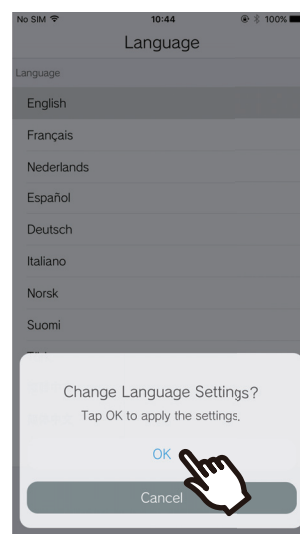 No SIM 10:44 100%
Language
Language
English
Français
Nederlands
Español
Deutsch
Italiano
Norsk
Suomi
Change Language Settings?
Tap OK to apply the settings.
OK
Cancel